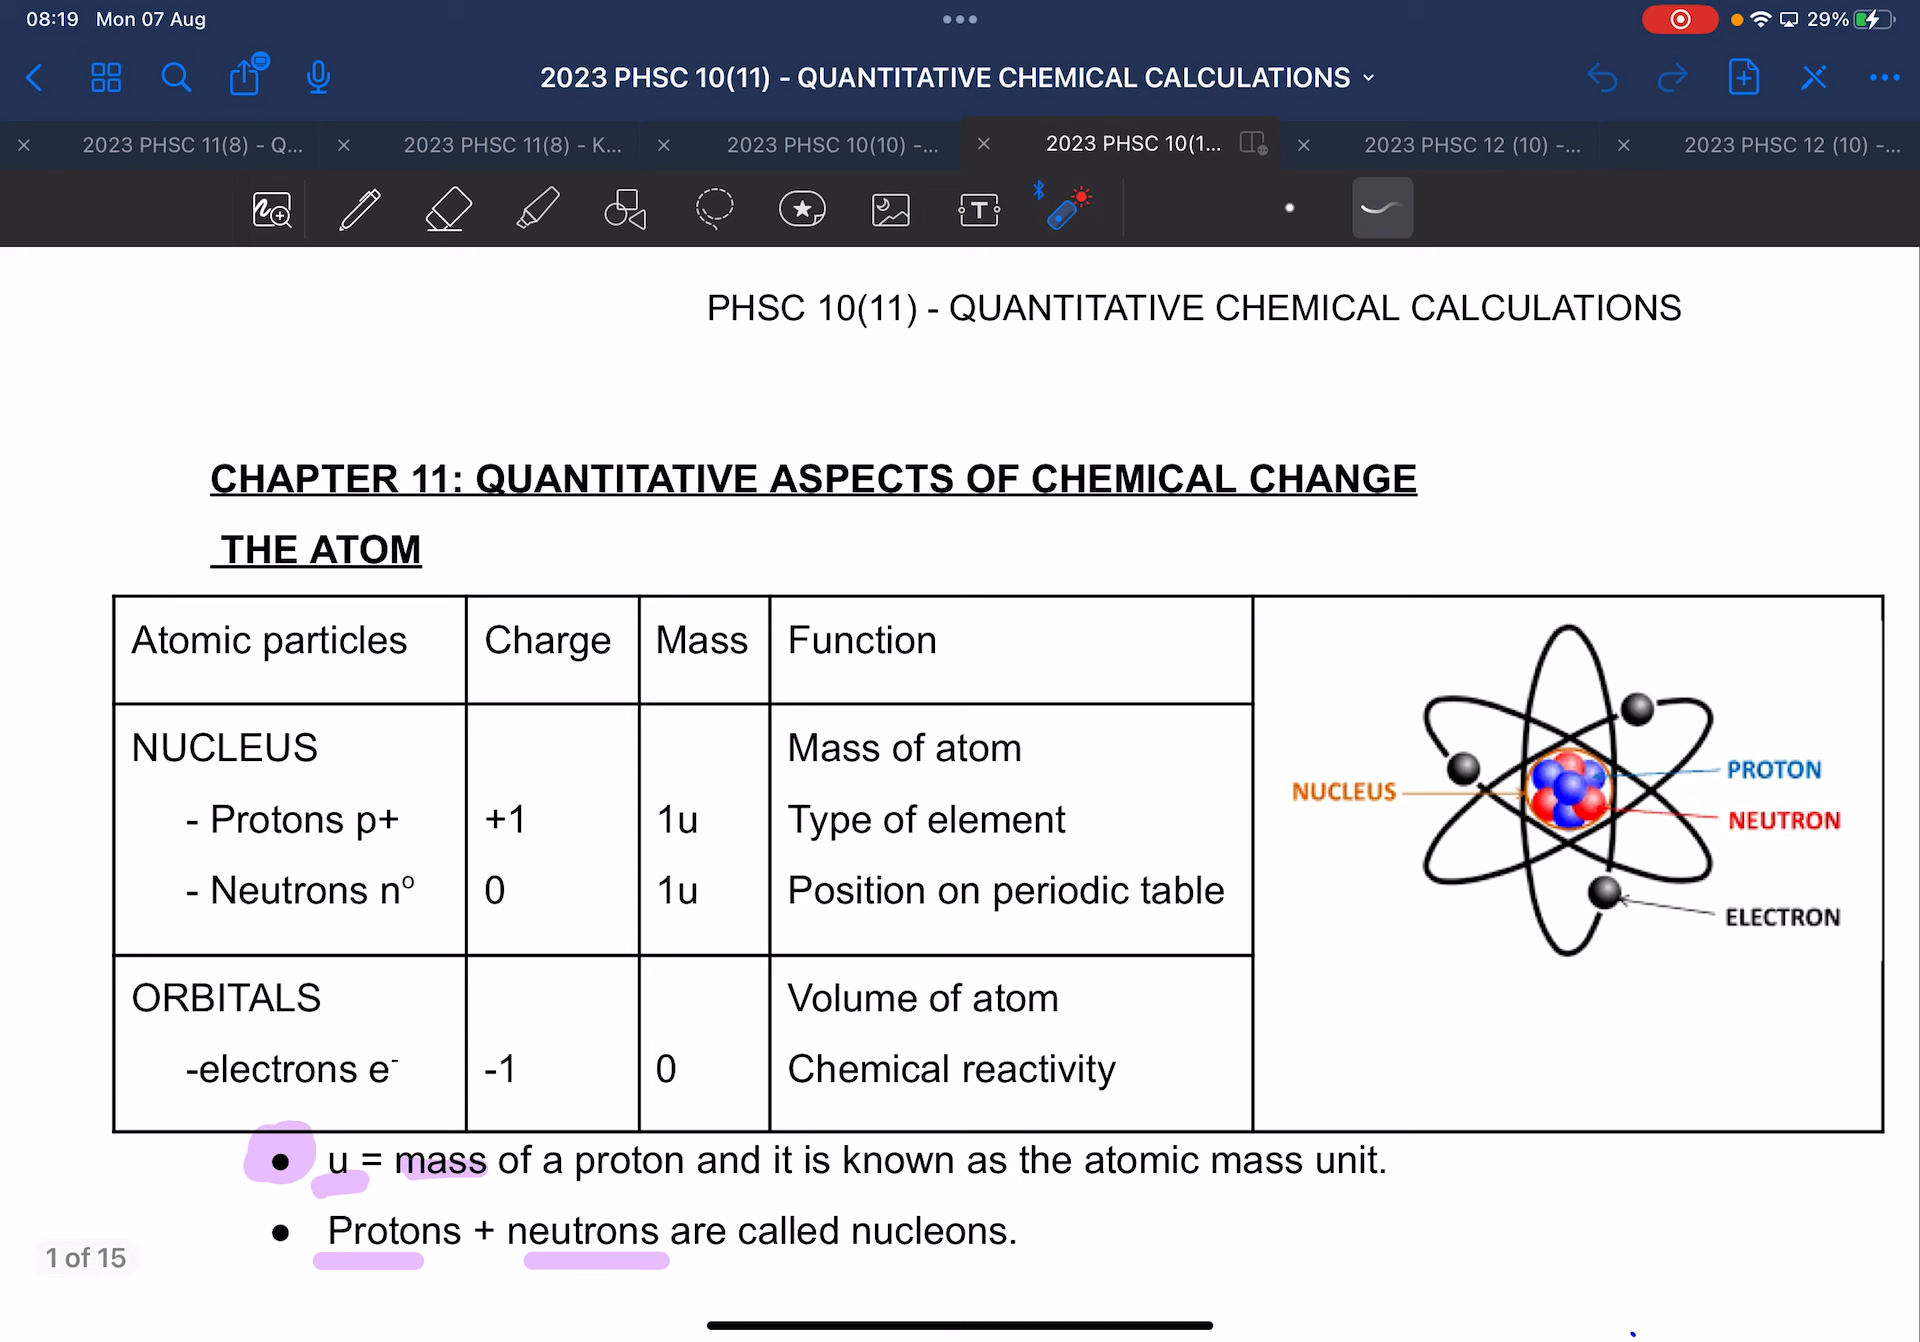 08:19 Mon 07 Aug
29%
2023 PHSC 10(11) - QUANTITATIVE CHEMICAL CALCULATIONS
2023 PHSC 11(8) - Q...
2023 PHSC 11(8) - K...
2023 PHSC 10(10) -...
2023 PHSC 10(1...
2023 PHSC 12 (10) -...
2023 PHSC 12 (10) -...
PHSC 10(11) - QUANTITATIVE CHEMICAL CALCULATIONS
CHAPTER 11: QUANTITATIVE ASPECTS OF CHEMICAL CHANGE
THE ATOM
Atomic particles Charge Mass Function
NUCLEUS Mass of atom
- Protons p+ +1 1u Type of element
- Neutrons nº 0 1u Position on periodic table
ORBITALS Volume of atom
-electrons e⁻ -1 0 Chemical reactivity
NUCLEUS
PROTON
NEUTRON
ELECTRON
● u = mass of a proton and it is known as the atomic mass unit.
● Protons + neutrons are called nucleons.
1 of 15